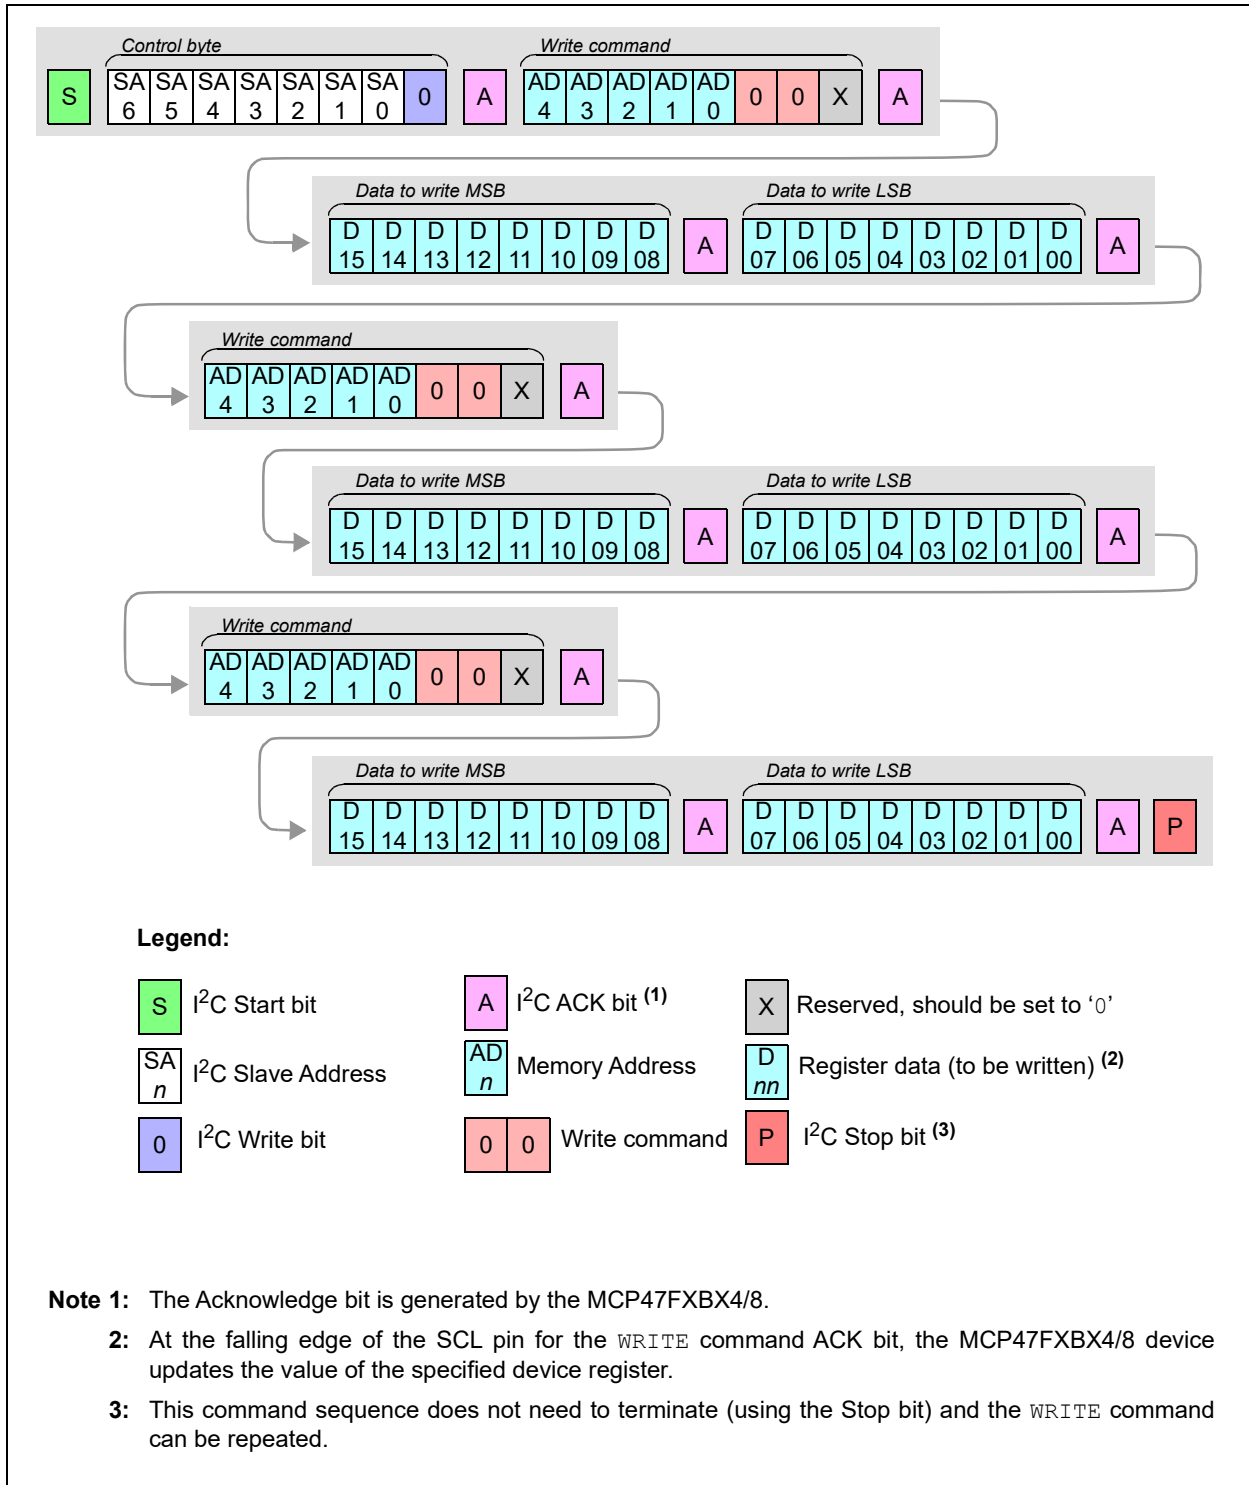 Control byte Write command
S SA 6 SA 5 SA 4 SA 3 SA 2 SA 1 SA 0 0 A AD 4 AD 3 AD 2 AD 1 AD 0 0 0 X A
Data to write MSB Data to write LSB
D 15 D 14 D 13 D 12 D 11 D 10 D 09 D 08 A D 07 D 06 D 05 D 04 D 03 D 02 D 01 D 00 A
Write command
AD 4 AD 3 AD 2 AD 1 AD 0 0 0 X A
Data to write MSB Data to write LSB
D 15 D 14 D 13 D 12 D 11 D 10 D 09 D 08 A D 07 D 06 D 05 D 04 D 03 D 02 D 01 D 00 A
Write command
AD 4 AD 3 AD 2 AD 1 AD 0 0 0 X A
Data to write MSB Data to write LSB
D 15 D 14 D 13 D 12 D 11 D 10 D 09 D 08 A D 07 D 06 D 05 D 04 D 03 D 02 D 01 D 00 A P
Legend:
S I²C Start bit A I²C ACK bit (1) X Reserved, should be set to ‘0’
SA n I²C Slave Address AD n Memory Address D nn Register data (to be written) (2)
0 I²C Write bit 0 0 Write command P I²C Stop bit (3)
Note 1: The Acknowledge bit is generated by the MCP47FXBX4/8.
2: At the falling edge of the SCL pin for the WRITE command ACK bit, the MCP47FXBX4/8 device
updates the value of the specified device register.
3: This command sequence does not need to terminate (using the Stop bit) and the WRITE command
can be repeated.